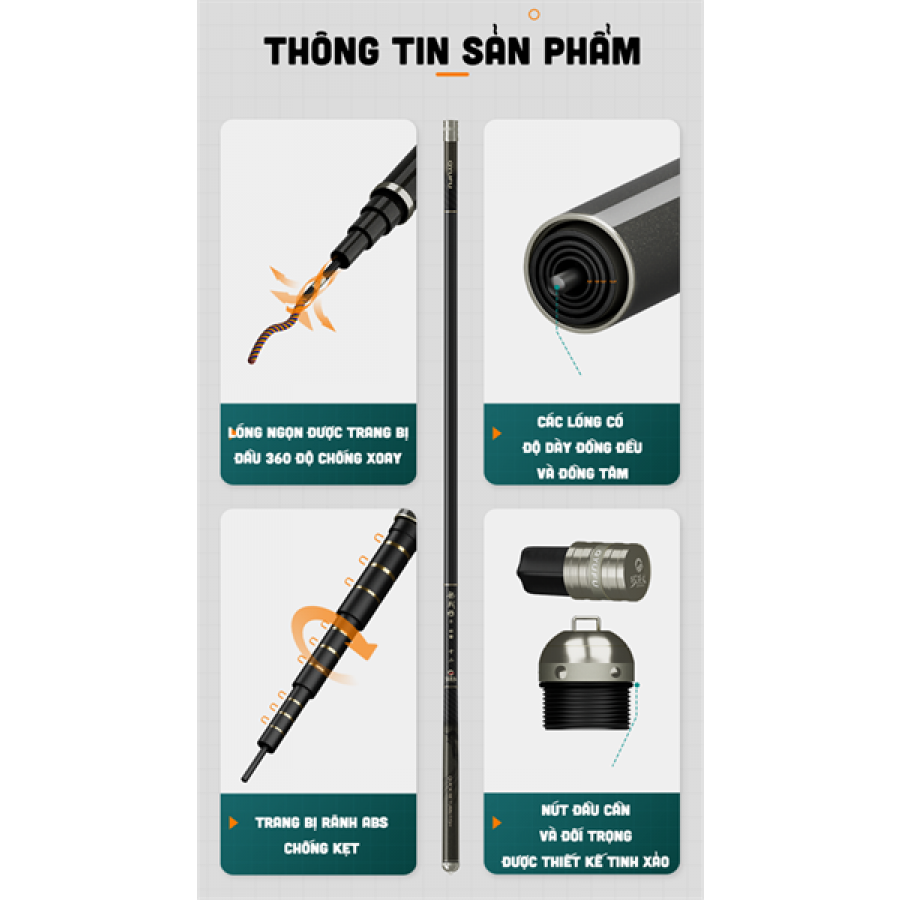 THÔNG TIN SẢN PHẨM
QYUFU
LÓNG NGỌN ĐƯỢC TRANG BỊ
ĐẦU 360 ĐỘ CHỐNG XOAY
CÁC LÓNG CÓ
ĐỘ DÀY ĐỒNG ĐỀU
VÀ ĐỒNG TÂM
QYUFU
TRANG BỊ RÃNH ABS
CHỐNG KẸT
NÚT ĐẦU CẦN
VÀ ĐỐI TRỌNG
ĐƯỢC THIẾT KẾ TINH XẢO